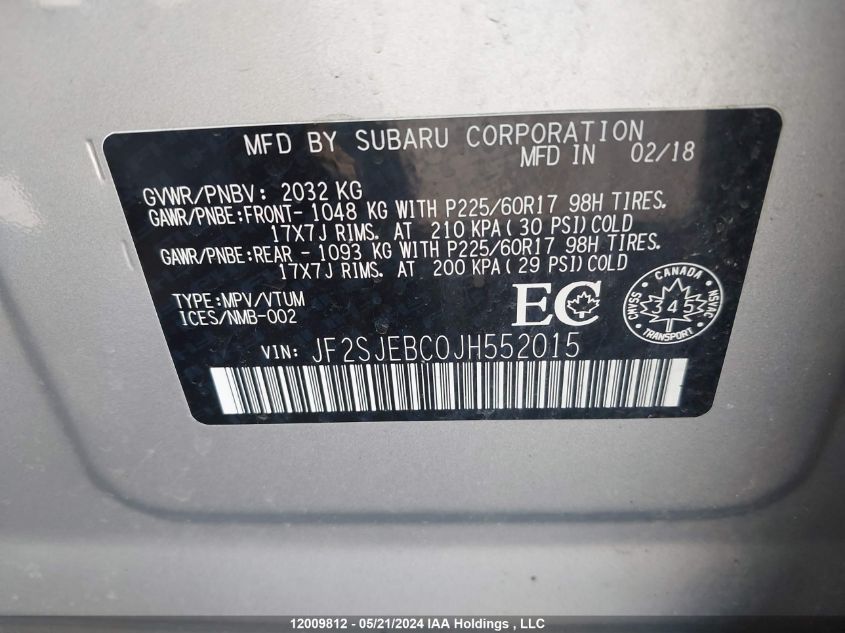 MFD BY SUBARU CORPORATION
MFD IN 02/18
GVWR/PNBV: 2032 KG
GAWR/PNBE:FRONT- 1048 KG WITH P225/60R17 98H TIRES.
17X7J RIMS. AT 210 KPA(30 PSI)COLD
GAWR/PNBE:REAR - 1093 KG WITH P225/60R17 98H TIRES.
17X7J RIMS. AT 200 KPA(29 PSI)COLD
TYPE:MPV/VTUM
ICES/NMB-002
EC
CANADA
CMVSS
NSVAC
345
TRANSPORT
VIN: JF2SJEBC0JH552015
12009812 - 05/21/2024 IAA Holdings , LLC